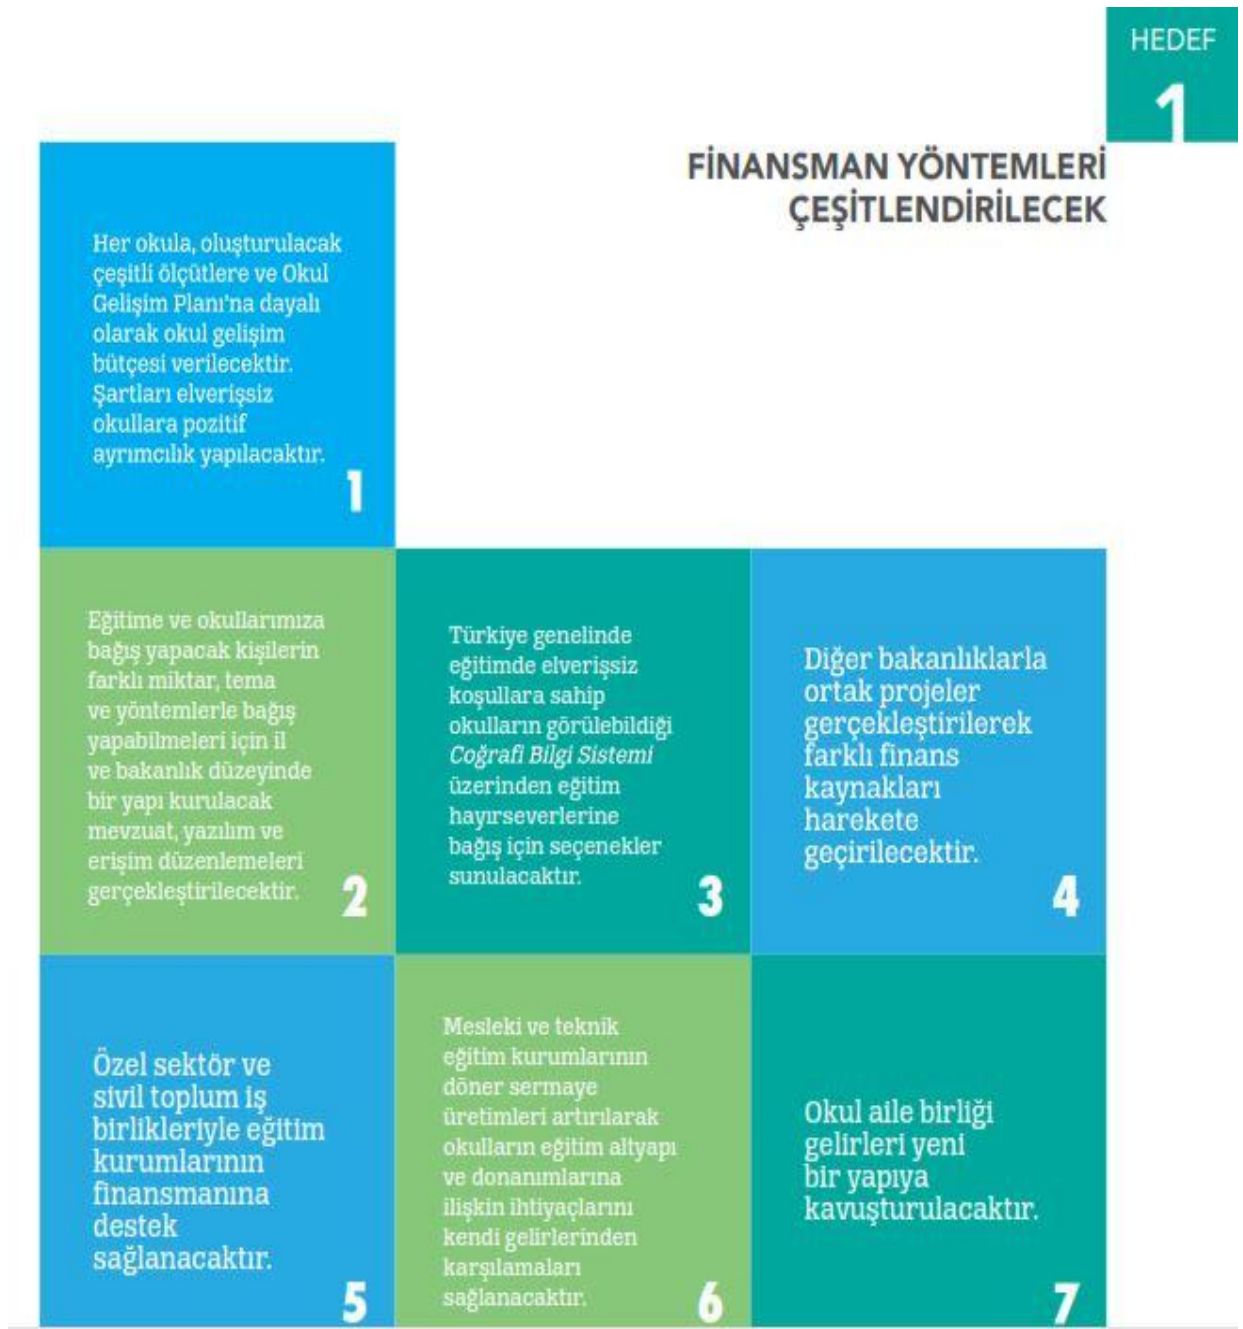 HEDEF
1
FİNANSMAN YÖNTEMLERİ
ÇEŞİTLENDİRİLECEK
Her okula, oluşturulacak
çeşitli ölçütlere ve Okul
Gelişim Planı'na dayalı
olarak okul gelişim
bütçesi verilecektir.
Şartları elverişsiz
okullara pozitif
ayrımcılık yapılacaktır.
1
Eğitime ve okullarımıza
bağış yapacak kişilerin
farklı miktar, tema
ve yöntemlerle bağış
yapabilmeleri için il
ve bakanlık düzeyinde
bir yapı kurulacak
mevzuat, yazılım ve
erişim düzenlemeleri
gerçekleştirilecektir.
2
Türkiye genelinde
eğitimde elverişsiz
koşullara sahip
okulların görülebildiği
Coğrafi Bilgi Sistemi
üzerinden eğitim
hayırseverlerine
bağış için seçenekler
sunulacaktır.
3
Diğer bakanlıklarla
ortak projeler
gerçekleştirilerek
farklı finans
kaynakları
harekete
geçirilecektir.
4
Özel sektör ve
sivil toplum iş
birlikleriyle eğitim
kurumlarının
finansmanına
destek
sağlanacaktır.
5
Mesleki ve teknik
eğitim kurumlarının
döner sermaye
üretimleri artırılarak
okulların eğitim altyapı
ve donanımlarına
ilişkin ihtiyaçlarını
kendi gelirlerinden
karşılamaları
sağlanacaktır.
6
Okul aile birliği
gelirleri yeni
bir yapıya
kavuşturulacaktır.
7